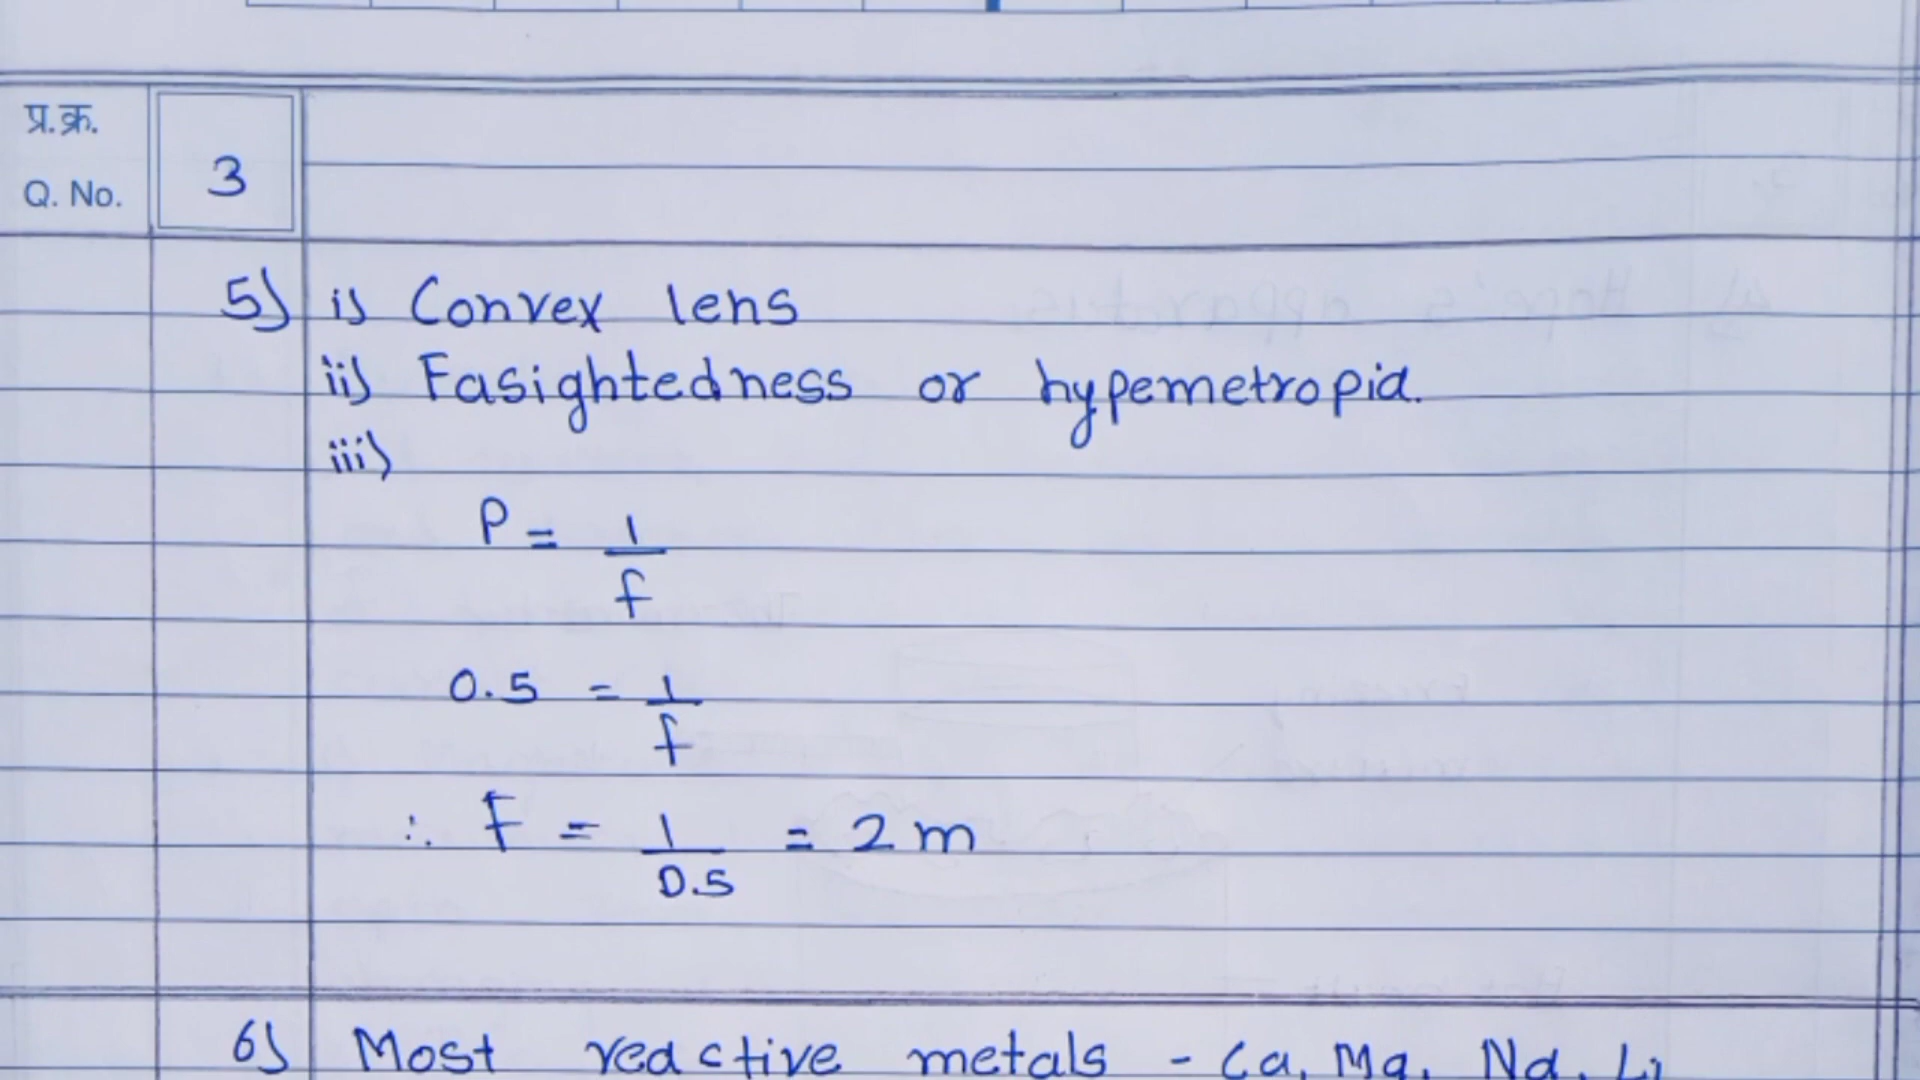 प्र.क्र.
Q. No.
3
5) i) Convex lens
ii) Fasightedness or hypemetropia.
iii)
P = 1/f
0.5 = 1/f
∴ F = 1/0.5 = 2 m
6) Most reactive metals - Ca, Mg, Na, Li